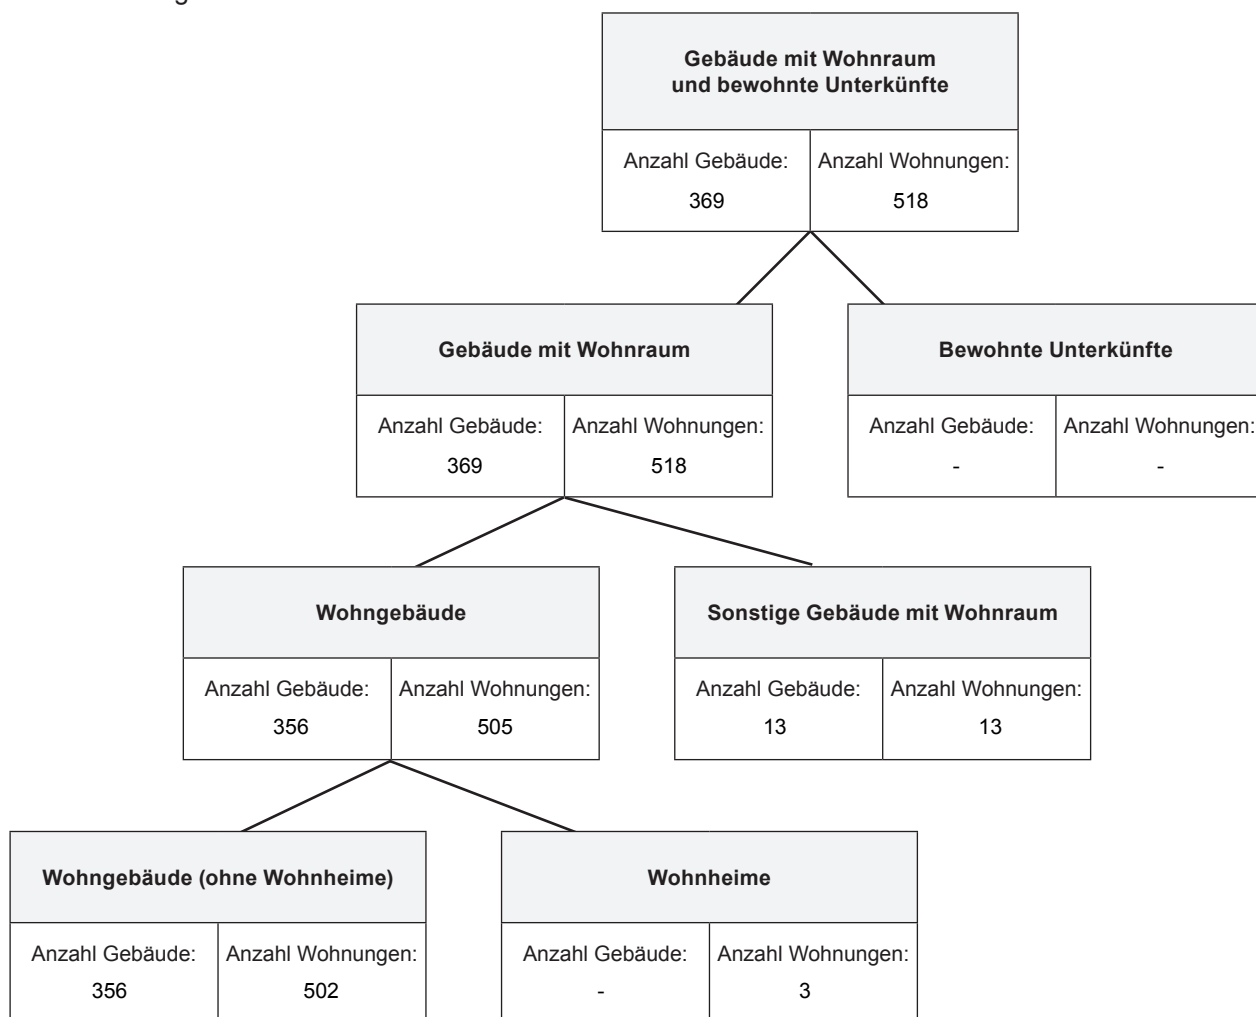 Gebäude mit Wohnraum
und bewohnte Unterkünfte
Anzahl Gebäude: Anzahl Wohnungen:
369 518
Gebäude mit Wohnraum
Anzahl Gebäude: Anzahl Wohnungen:
369 518
Bewohnte Unterkünfte
Anzahl Gebäude: Anzahl Wohnungen:
- -
Wohngebäude
Anzahl Gebäude: Anzahl Wohnungen:
356 505
Sonstige Gebäude mit Wohnraum
Anzahl Gebäude: Anzahl Wohnungen:
13 13
Wohngebäude (ohne Wohnheime)
Anzahl Gebäude: Anzahl Wohnungen:
356 502
Wohnheime
Anzahl Gebäude: Anzahl Wohnungen:
- 3